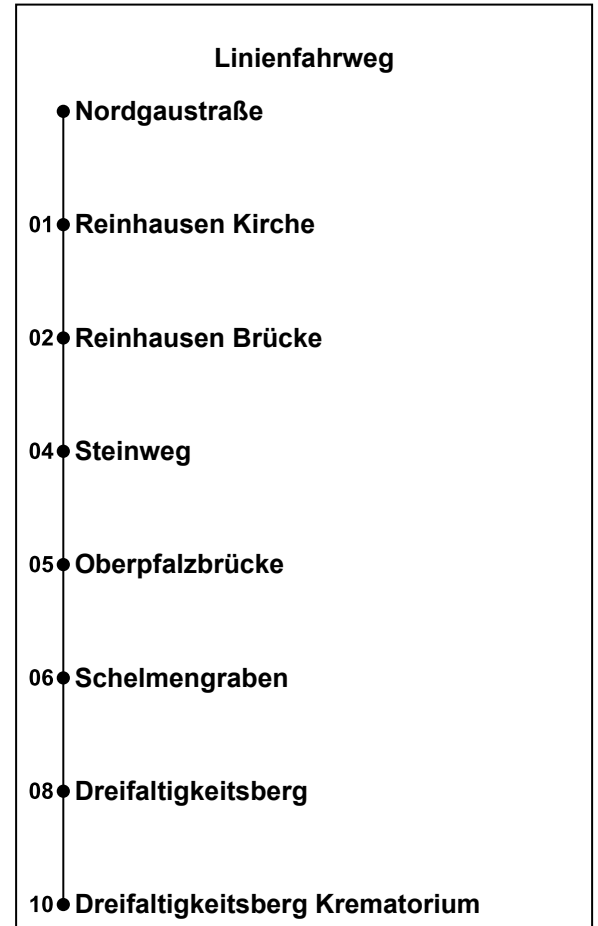 Linienfahrweg
Nordgaustraße
01 Reinhausen Kirche
02 Reinhausen Brücke
04 Steinweg
05 Oberpfalzbrücke
06 Schelmengraben
08 Dreifaltigkeitsberg
10 Dreifaltigkeitsberg Krematorium